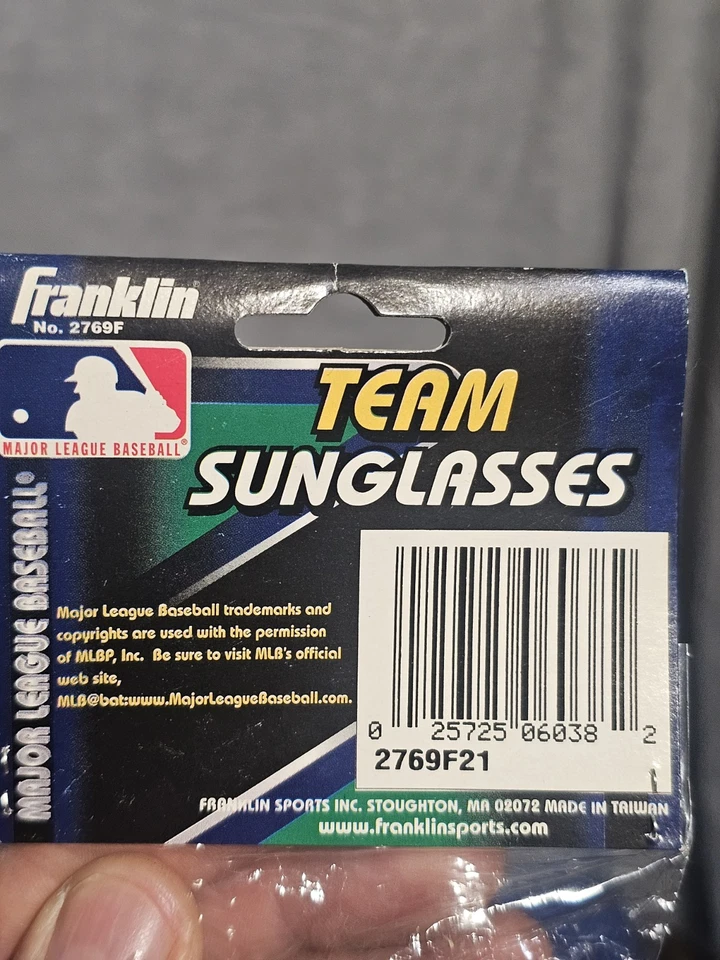 Franklin
No. 2769F
MAJOR LEAGUE BASEBALL®
TEAM
SUNGLASSES
MAJOR LEAGUE BASEBALL®
Major League Baseball trademarks and
copyrights are used with the permission
of MLBP, Inc. Be sure to visit MLB's official
web site,
MLB@bat:www.MajorLeagueBaseball.com.
0 25725 06038 2
2769F21
FRANKLIN SPORTS INC. STOUGHTON, MA 02072 MADE IN TAIWAN
www.franklinsports.com